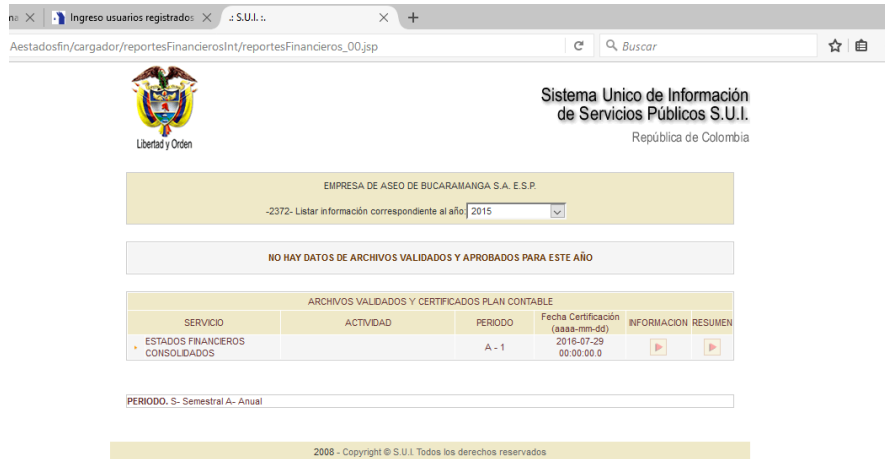 na
Ingreso usuarios registrados
.: S.U.I. :.
Aestadosfin/cargador/reportesFinancierosInt/reportesFinancieros_00.jsp
Buscar
Libertad y Orden
Sistema Unico de Información
de Servicios Públicos S.U.I.
República de Colombia
EMPRESA DE ASEO DE BUCARAMANGA S.A. E.S.P.
-2372- Listar información correspondiente al año: 2015
NO HAY DATOS DE ARCHIVOS VALIDADOS Y APROBADOS PARA ESTE AÑO
ARCHIVOS VALIDADOS Y CERTIFICADOS PLAN CONTABLE
SERVICIO ACTIVIDAD PERIODO Fecha Certificación (aaaa-mm-dd) INFORMACION RESUMEN
ESTADOS FINANCIEROS CONSOLIDADOS A - 1 2016-07-29 00:00:00.0
PERIODO. S- Semestral A- Anual
2008 - Copyright © S.U.I. Todos los derechos reservados